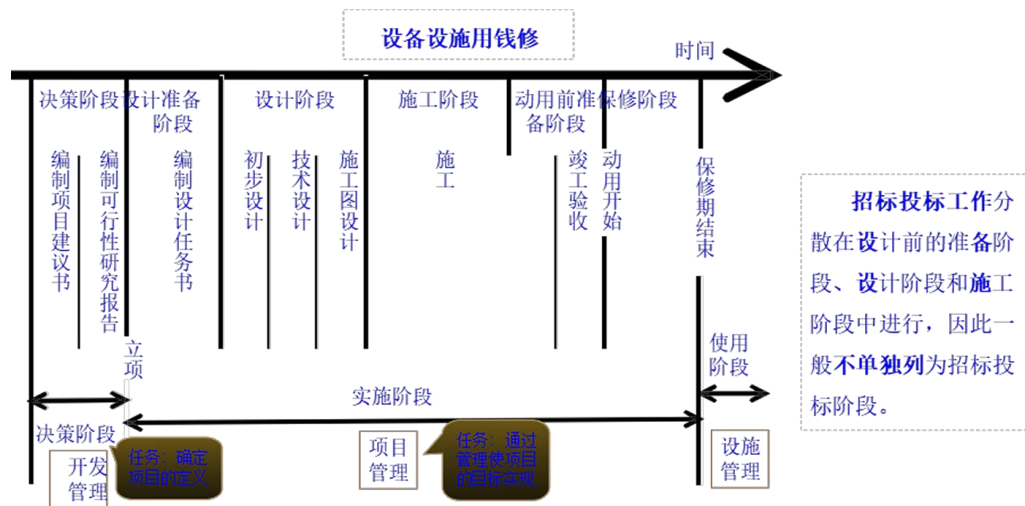 设备设施用钱修
时间
决策阶段
设计准备
阶段
设计阶段
施工阶段
动用前准
备阶段
保修阶段
编制项目建议书
编制可行性研究报告
编制设计任务书
初步设计
技术设计
施工图设计
施工
竣工验收
动用开始
保修期结束
立项
使用
阶段
实施阶段
决策阶段
开发
管理
任务：确定
项目的定义
项目
管理
任务：通过
管理使项目
的目标实现
设施
管理
招标投标工作分
散在设计前的准备阶
段、设计阶段和施工
阶段中进行，因此一
般不单独列为招标投
标阶段。